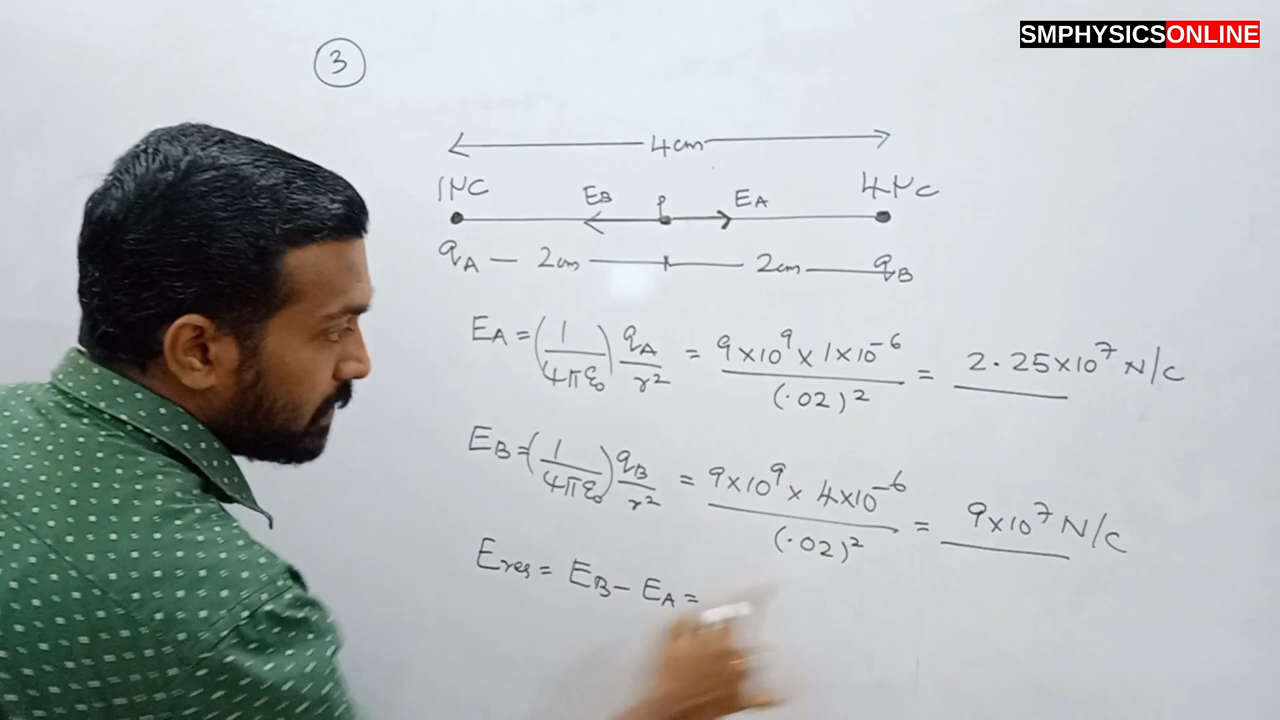 SMPHYSICSONLINE
3
4cm
1μC EB P EA 4μC
qA 2cm 2cm qB
EA = (1/4πε0) qA/r² = 9×10⁹ × 1×10⁻⁶/(.02)² = 2.25×10⁷ N/C
EB = (1/4πε0) qB/r² = 9×10⁹ × 4×10⁻⁶/(.02)² = 9×10⁷ N/C
Eres = EB − EA =